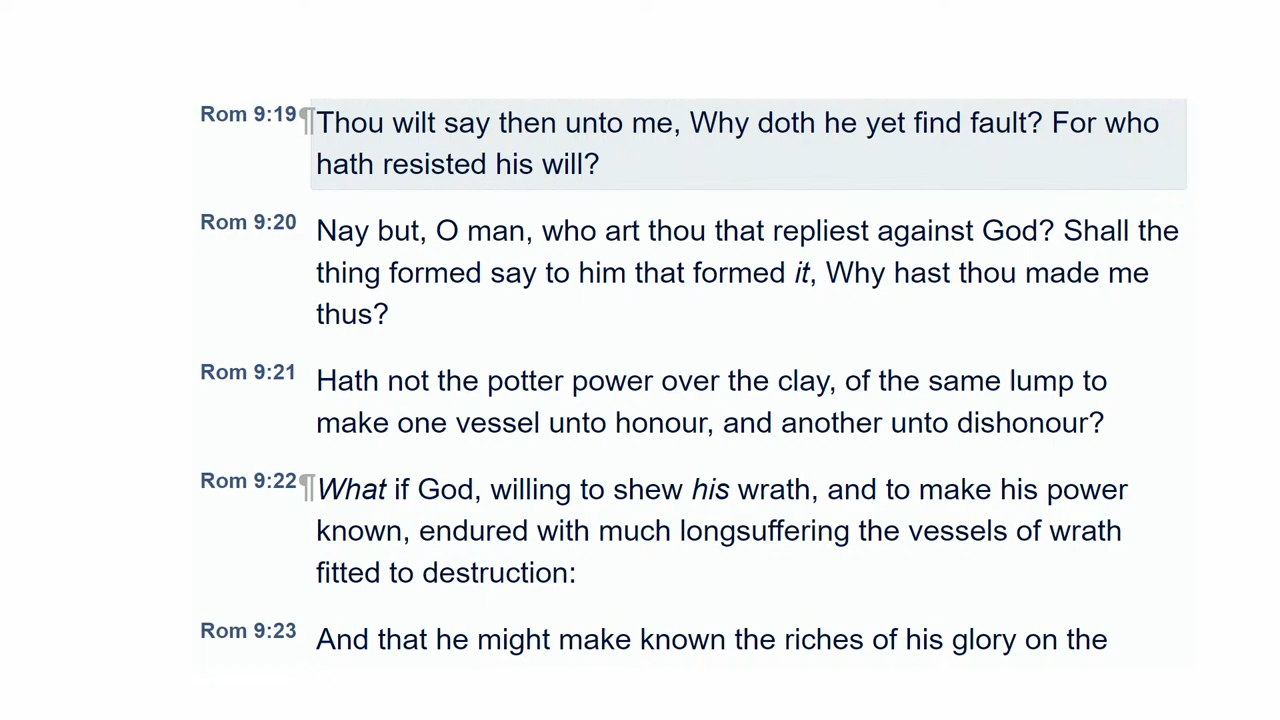 Rom 9:19 ¶Thou wilt say then unto me, Why doth he yet find fault? For who
hath resisted his will?
Rom 9:20 Nay but, O man, who art thou that repliest against God? Shall the
thing formed say to him that formed it, Why hast thou made me
thus?
Rom 9:21 Hath not the potter power over the clay, of the same lump to
make one vessel unto honour, and another unto dishonour?
Rom 9:22 ¶What if God, willing to shew his wrath, and to make his power
known, endured with much longsuffering the vessels of wrath
fitted to destruction:
Rom 9:23 And that he might make known the riches of his glory on the